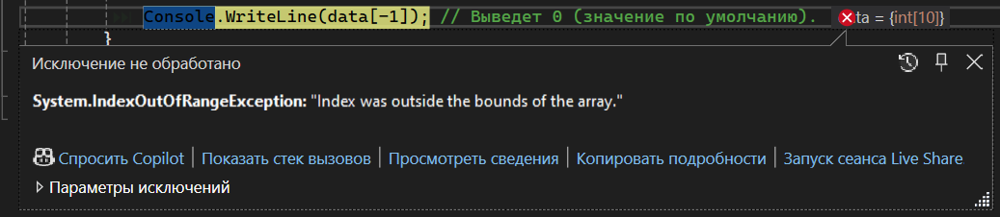 Console.WriteLine(data[-1]); // Выведет 0 (значение по умолчанию). ta = {int[10]}
}
Исключение не обработано
System.IndexOutOfRangeException: "Index was outside the bounds of the array."
Спросить Copilot | Показать стек вызовов | Просмотреть сведения | Копировать подробности | Запуск сеанса Live Share
Параметры исключений